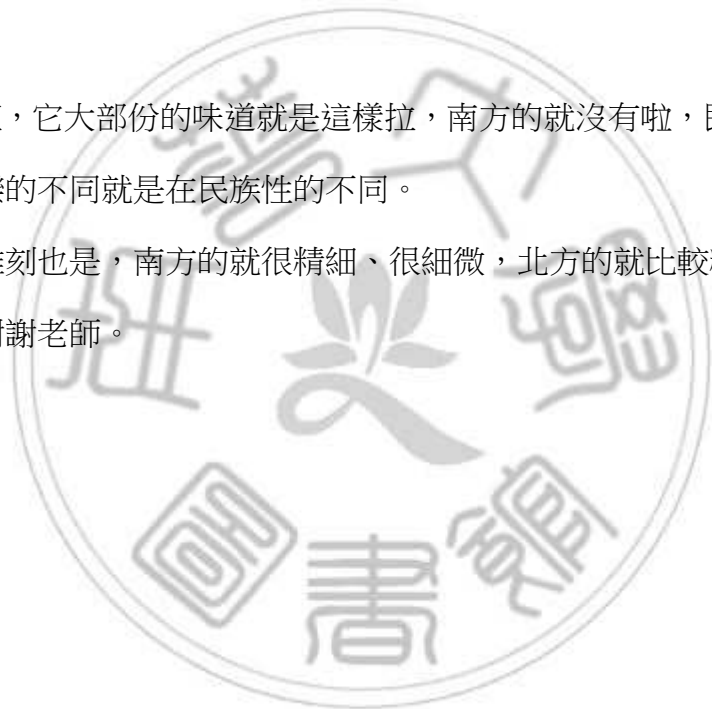 ，它大部份的味道就是這樣拉，南方的就沒有啦，
的不同就是在民族性的不同。
刻也是，南方的就很精細、很細微，北方的就比較
謝老師。
書